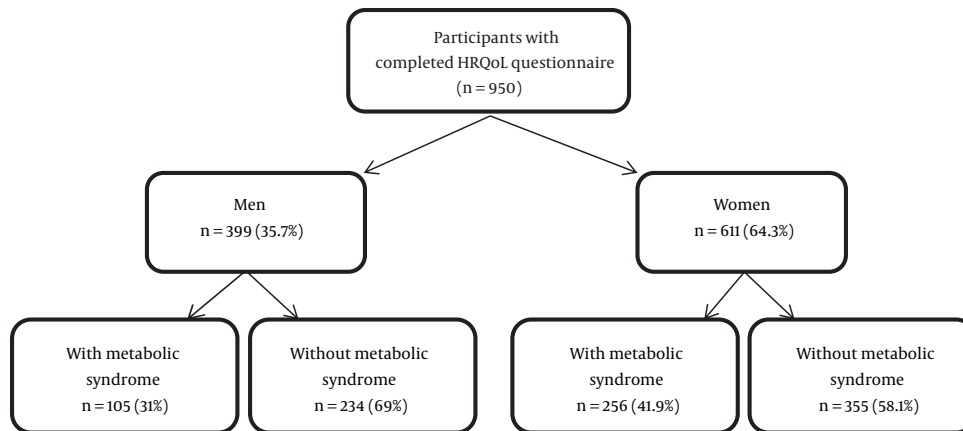 Participants with
completed HRQoL questionnaire
(n = 950)
Men
n = 399 (35.7%)
Women
n = 611 (64.3%)
With metabolic
syndrome
n = 105 (31%)
Without metabolic
syndrome
n = 234 (69%)
With metabolic
syndrome
n = 256 (41.9%)
Without metabolic
syndrome
n = 355 (58.1%)